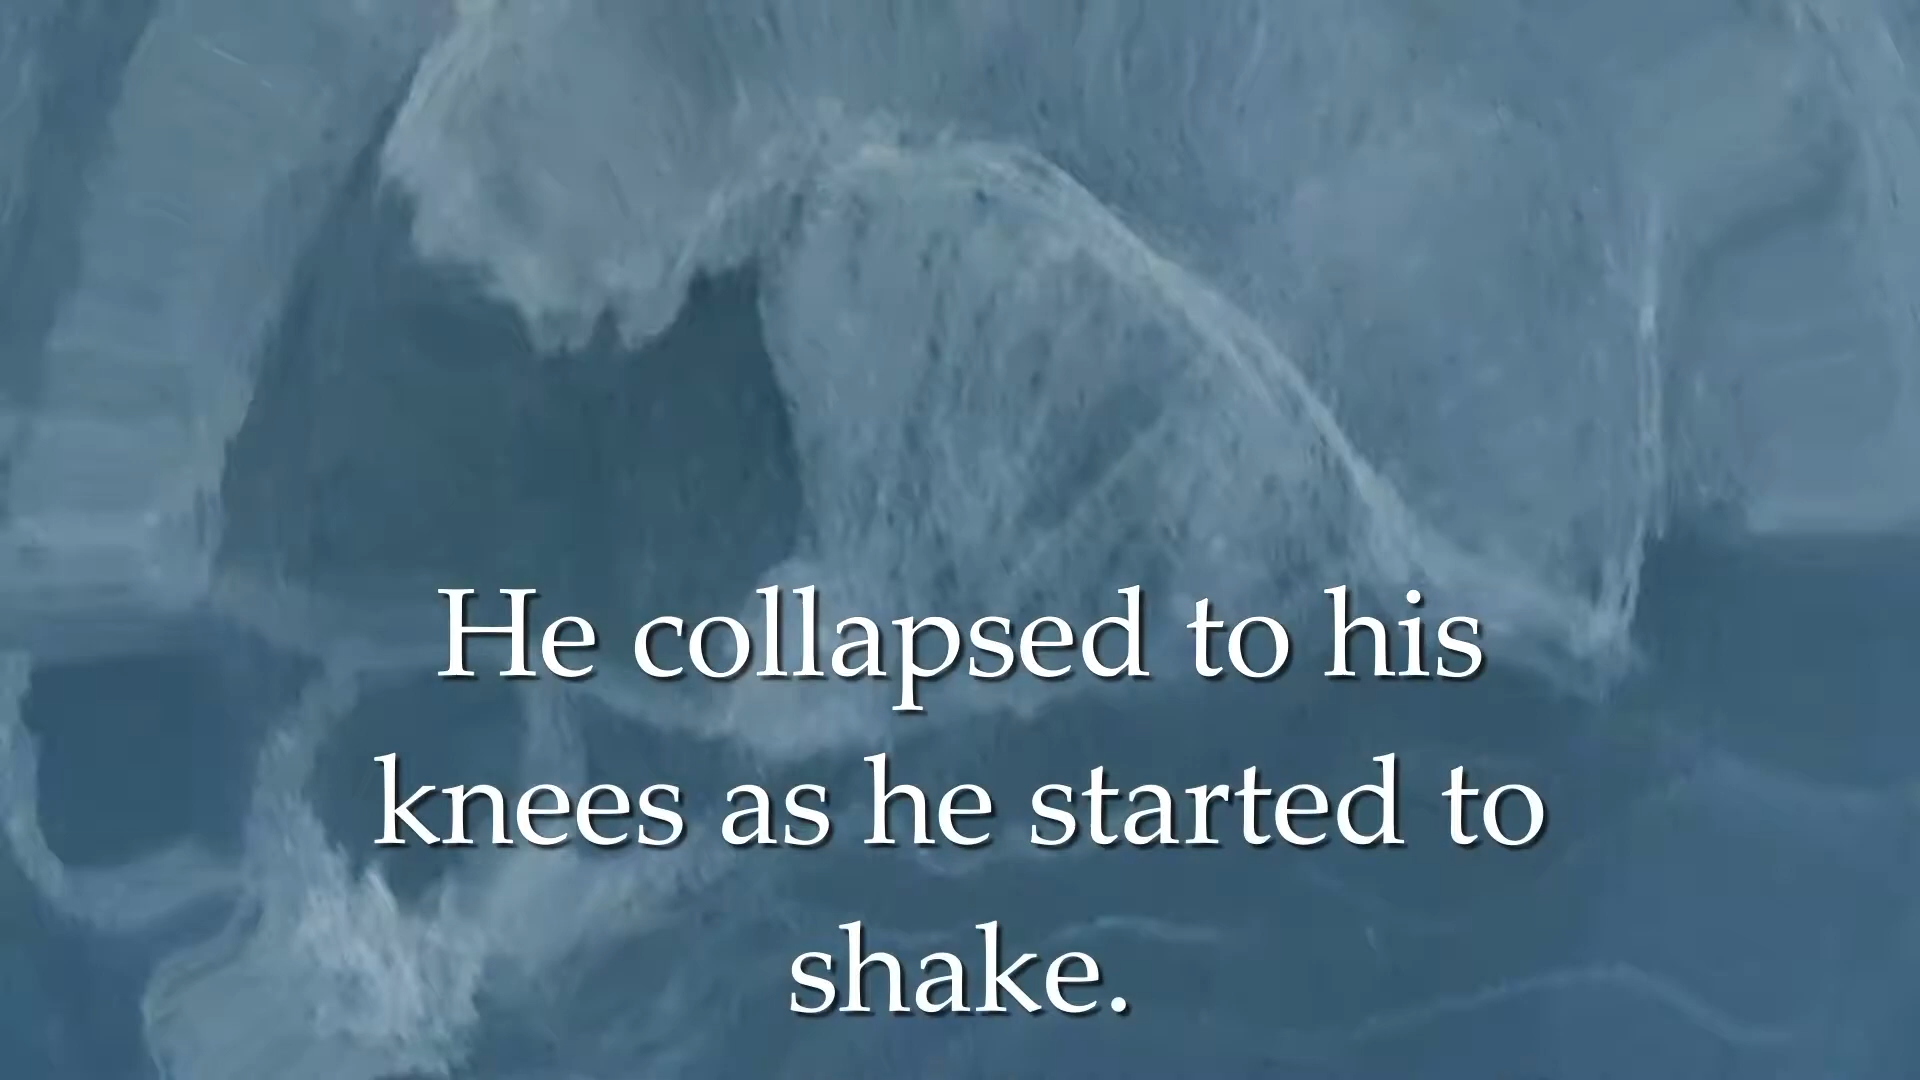 He collapsed to his
knees as he started to
shake.